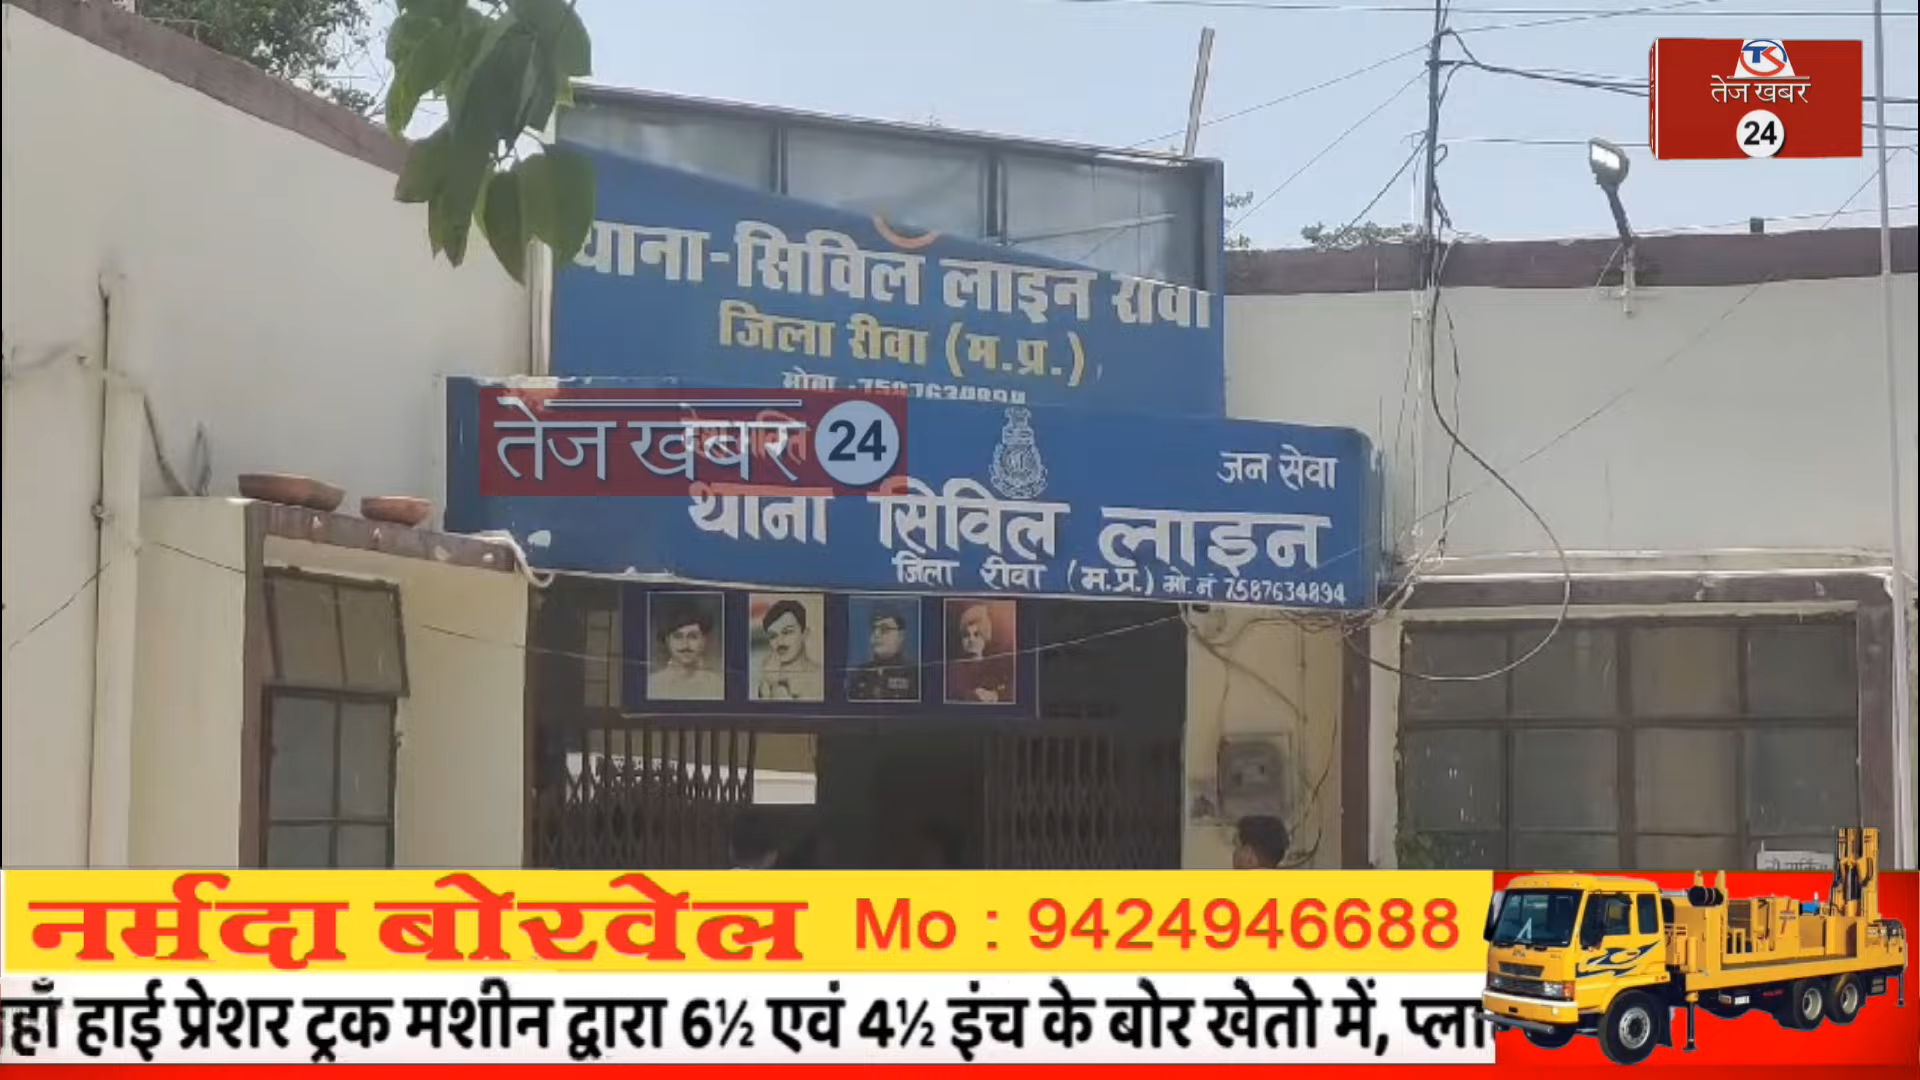 तेज खबर
24
थाना-सिविल लाइन रीवा
जिला रीवा (म.प्र.)
मोबा -7587634894
तेज खबर 24
जन सेवा
थाना सिविल लाइन
जिला रीवा (म.प्र.) मो. नं 7587634894
नर्मदा बोरवेल Mo : 9424946688
हाई प्रेशर ट्रक मशीन द्वारा 6½ एवं 4½ इंच के बोर खेतो में,